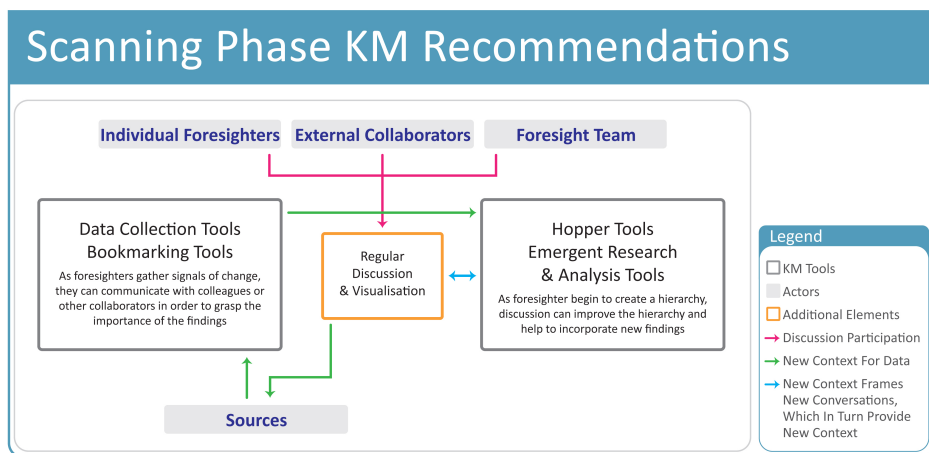 Scanning Phase KM Recommendations
Individual Foresighters
External Collaborators
Foresight Team
Data Collection Tools
Bookmarking Tools
As foresighters gather signals of change,
they can communicate with colleagues or
other collaborators in order to grasp the
importance of the findings
Regular
Discussion
& Visualisation
Hopper Tools
Emergent Research
& Analysis Tools
As foresighter begin to create a hierarchy,
discussion can improve the hierarchy and
help to incorporate new findings
Sources
Legend
KM Tools
Actors
Additional Elements
Discussion Participation
New Context For Data
New Context Frames
New Conversations,
Which In Turn Provide
New Context